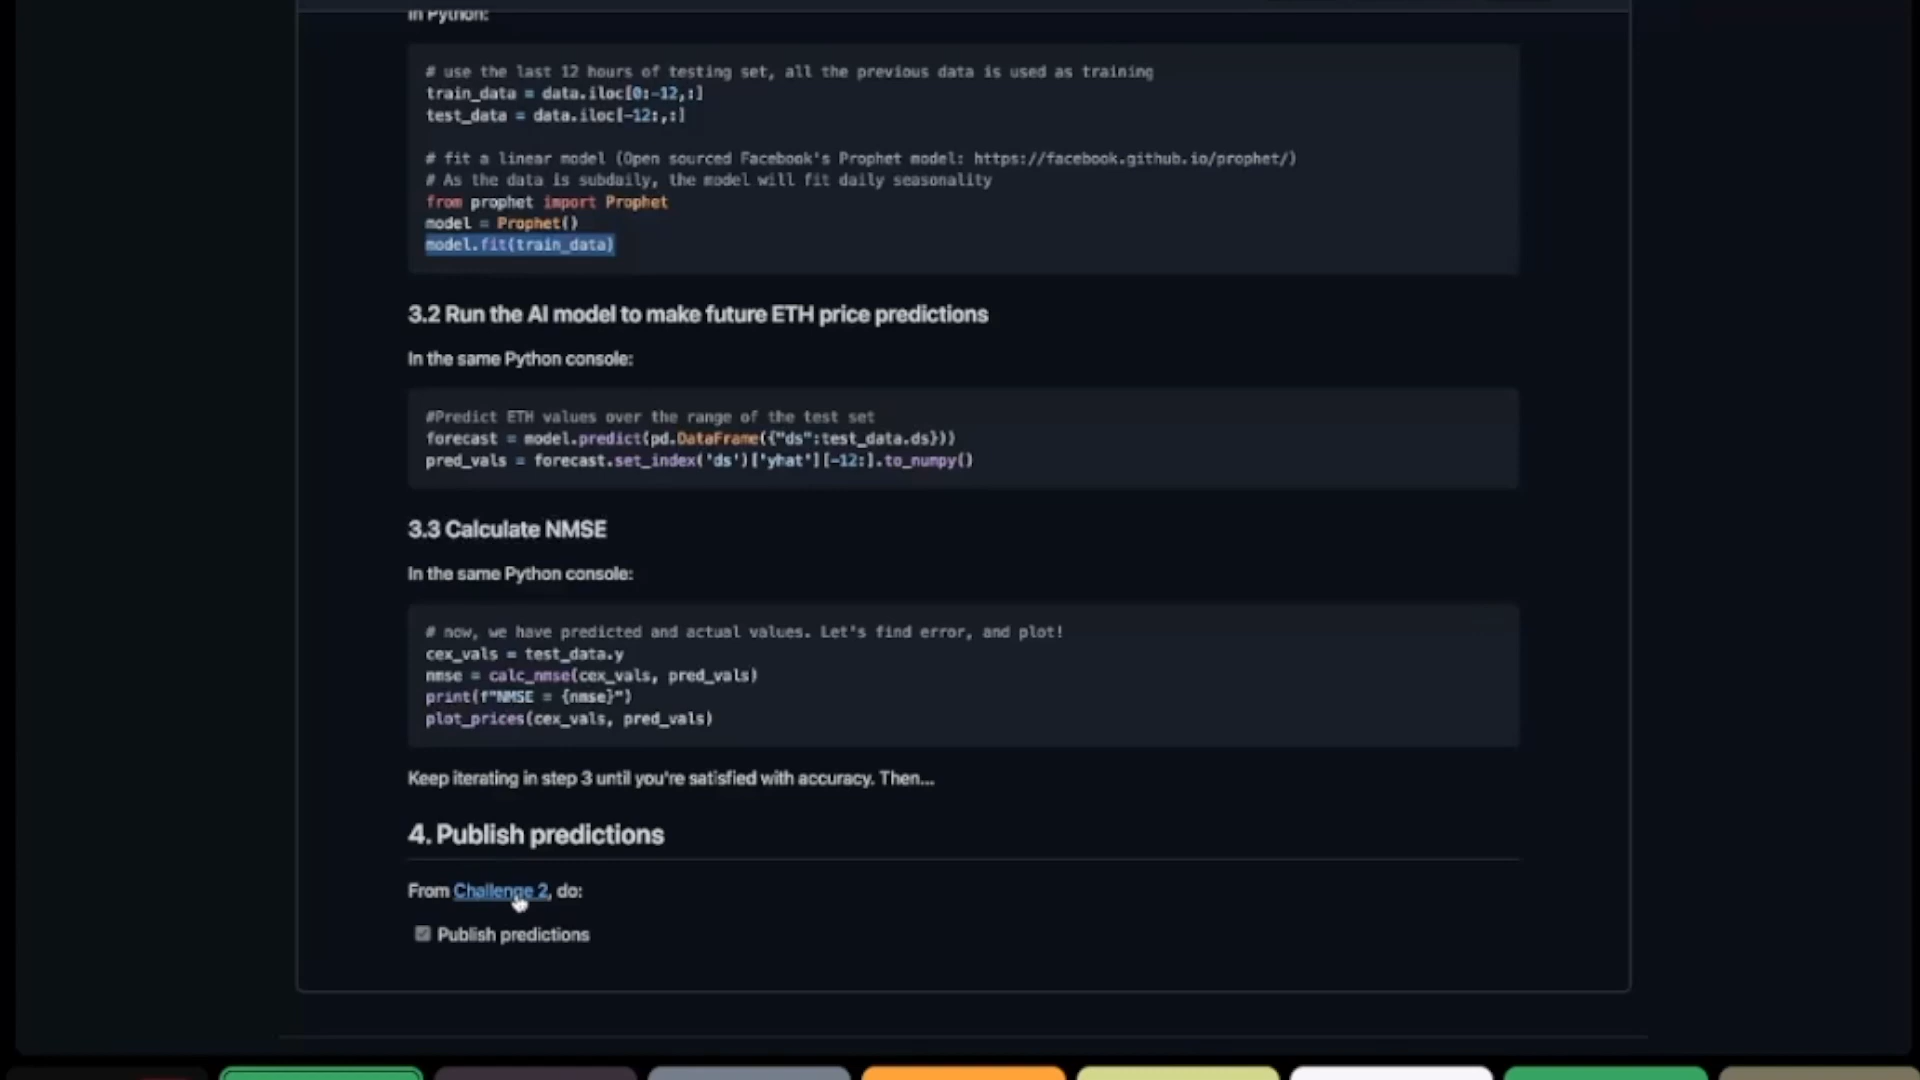 in Python:
# use the last 12 hours of testing set, all the previous data is used as training
train_data = data.iloc[0:-12,:]
test_data = data.iloc[-12:,:]
# fit a linear model (Open sourced Facebook's Prophet model: https://facebook.github.io/prophet/)
# As the data is subdaily, the model will fit daily seasonality
from prophet import Prophet
model = Prophet()
model.fit(train_data)
3.2 Run the AI model to make future ETH price predictions
In the same Python console:
#Predict ETH values over the range of the test set
forecast = model.predict(pd.DataFrame({"ds":test_data.ds}))
pred_vals = forecast.set_index('ds')['yhat'][-12:].to_numpy()
3.3 Calculate NMSE
In the same Python console:
# now, we have predicted and actual values. Let's find error, and plot!
cex_vals = test_data.y
nmse = calc_nmse(cex_vals, pred_vals)
print(f"NMSE = {nmse}")
plot_prices(cex_vals, pred_vals)
Keep iterating in step 3 until you're satisfied with accuracy. Then...
4. Publish predictions
From Challenge 2, do:
Publish predictions